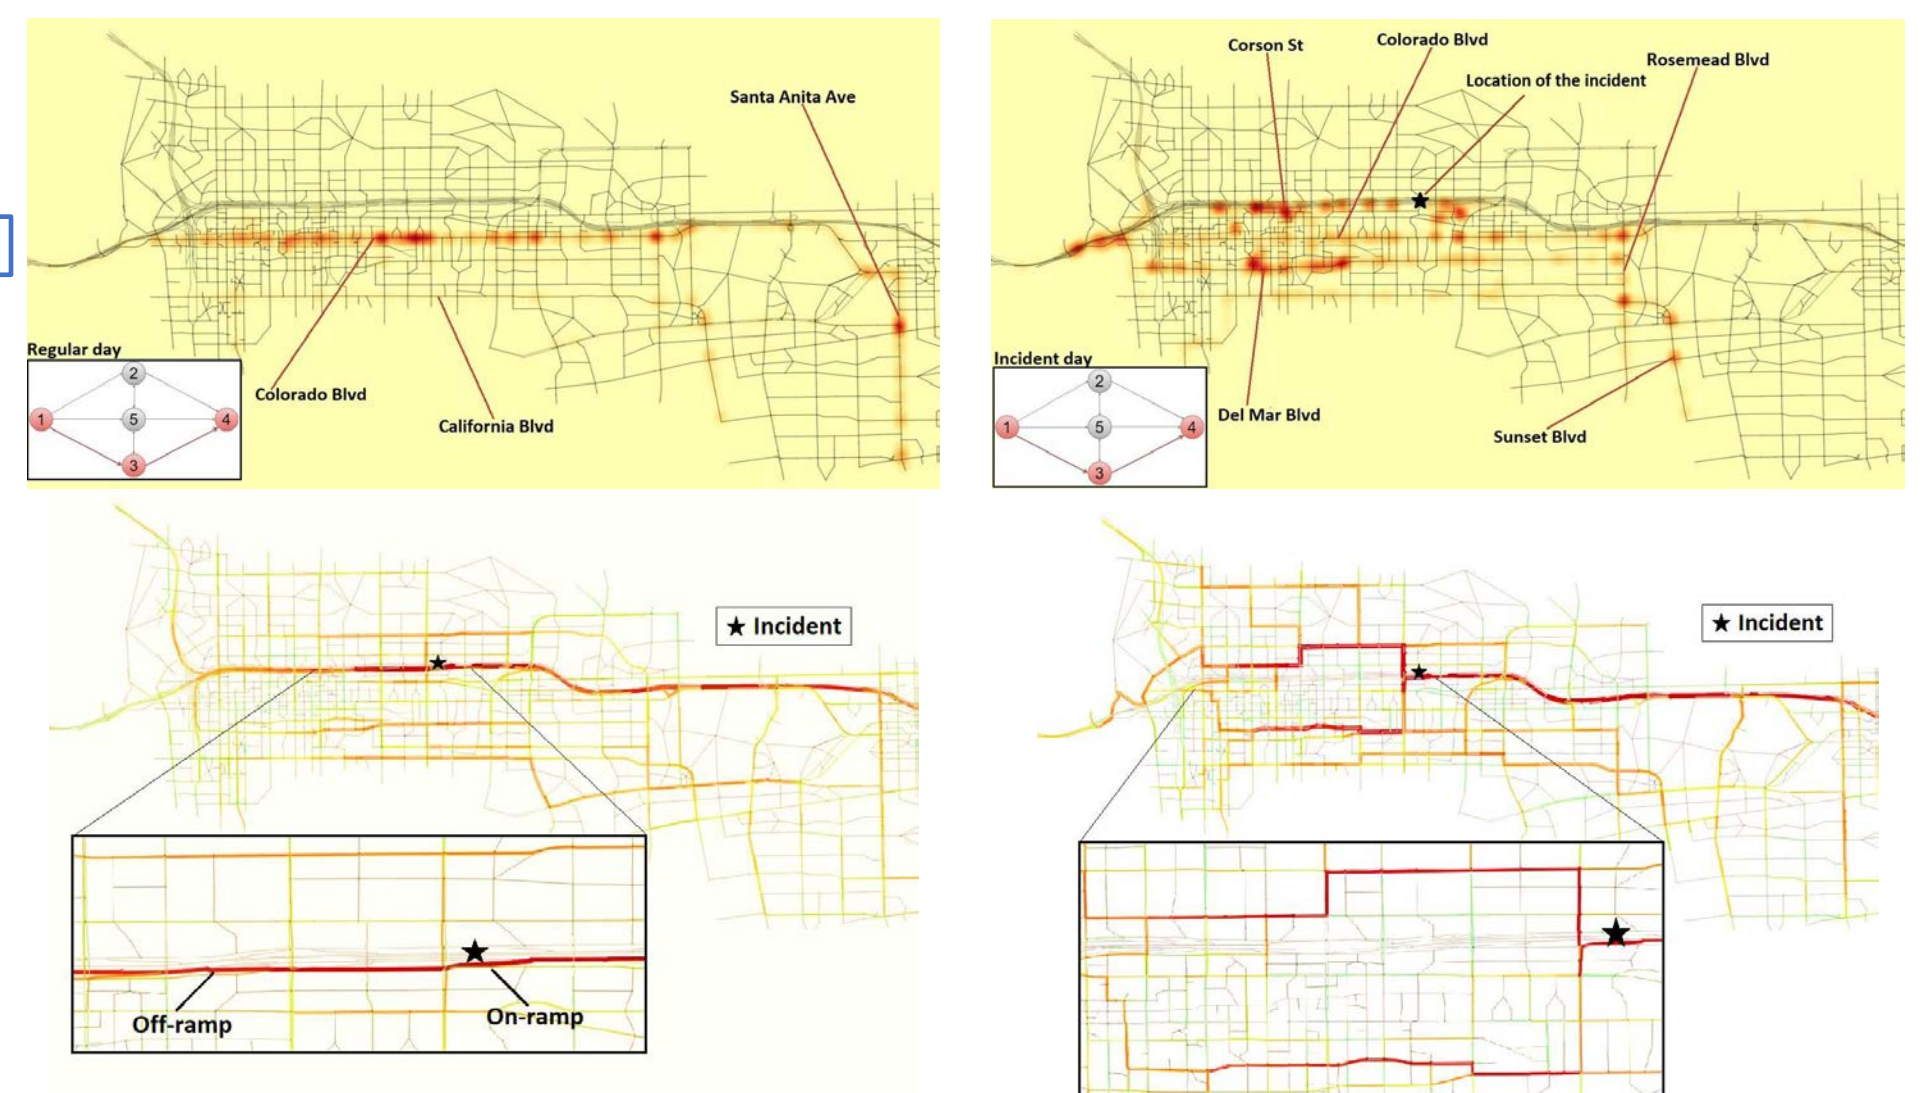 Santa Anita Ave
Regular day
2
1
5
4
3
Colorado Blvd
California Blvd
Corson St
Colorado Blvd
Location of the incident
Rosemead Blvd
Incident day
2
1
5
4
3
Del Mar Blvd
Sunset Blvd
★ Incident
Off-ramp
On-ramp
★ Incident